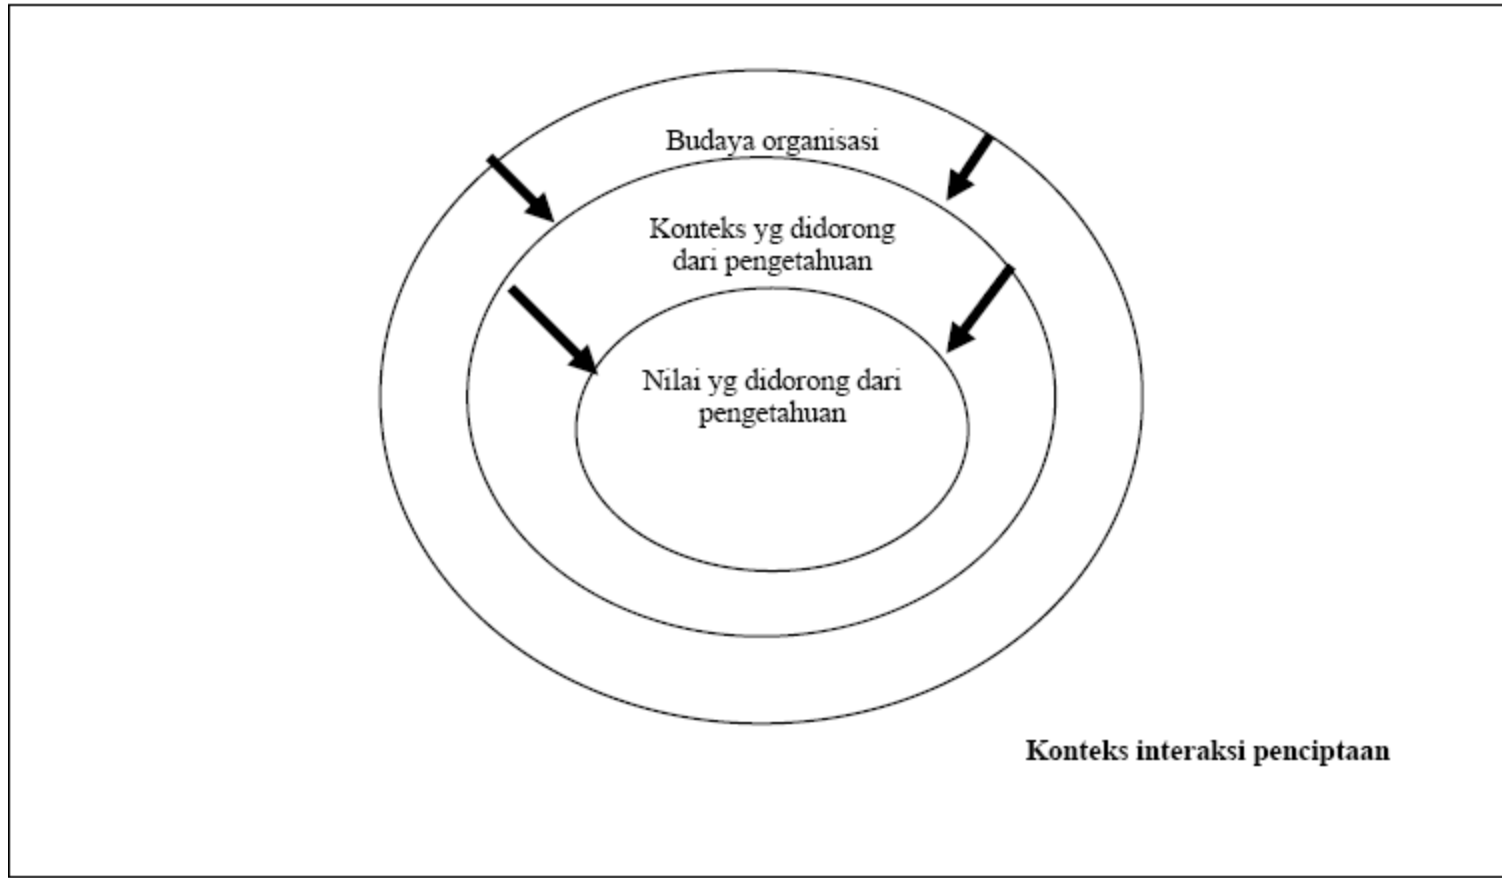 Budaya organisasi
Konteks yg didorong
dari pengetahuan
Nilai yg didorong dari
pengetahuan
Konteks interaksi penciptaan